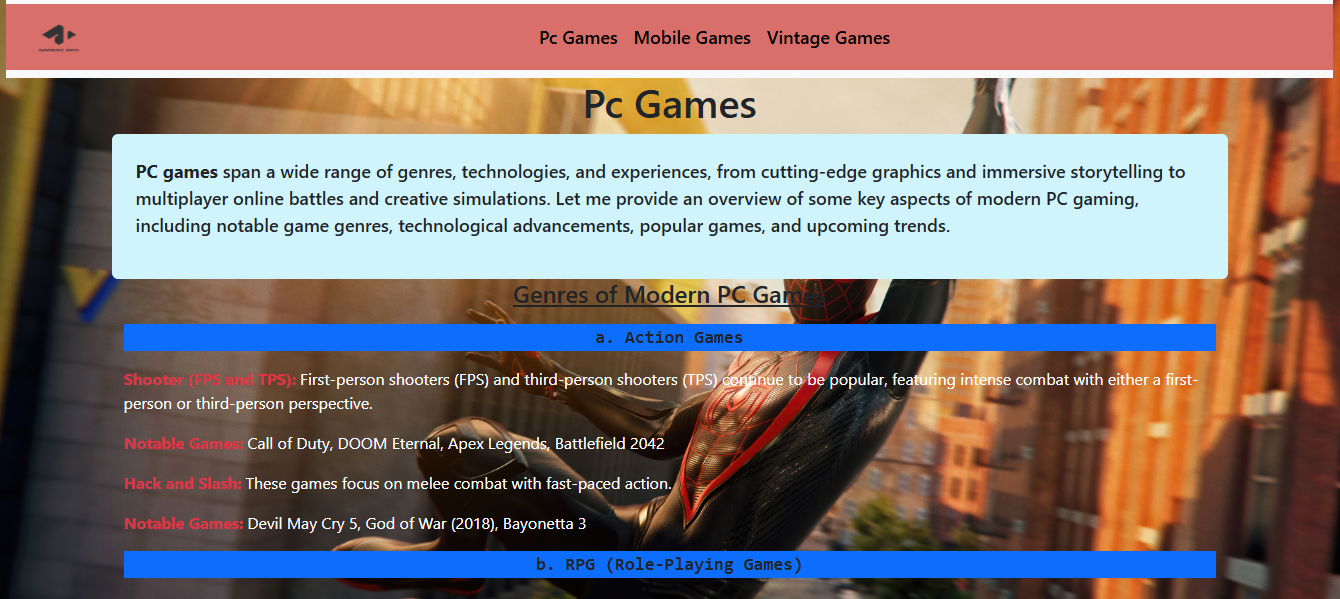 Pc Games Mobile Games Vintage Games
Pc Games
PC games span a wide range of genres, technologies, and experiences, from cutting-edge graphics and immersive storytelling to
multiplayer online battles and creative simulations. Let me provide an overview of some key aspects of modern PC gaming,
including notable game genres, technological advancements, popular games, and upcoming trends.
Genres of Modern PC Games
a. Action Games
Shooter (FPS and TPS): First-person shooters (FPS) and third-person shooters (TPS) continue to be popular, featuring intense combat with either a first-
person or third-person perspective.
Notable Games: Call of Duty, DOOM Eternal, Apex Legends, Battlefield 2042
Hack and Slash: These games focus on melee combat with fast-paced action.
Notable Games: Devil May Cry 5, God of War (2018), Bayonetta 3
b. RPG (Role-Playing Games)